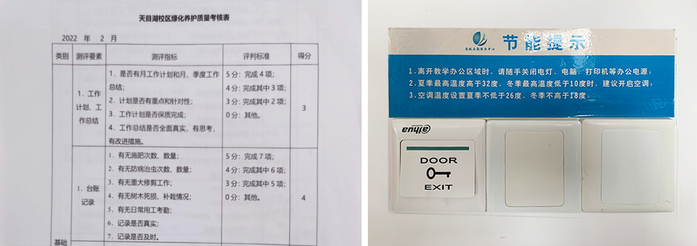 天目湖校区绿化养护质量考核表
2022 年 2 月
类别 测评要素 测评指标 评判标准 得分
1．工作计划、工作总结
1．是否有月工作计划和月、季度工作总结；
2．计划是否有重点和针对性；
3．工作计划是否保质完成；
4．工作总结是否全面真实、有思考，有改进措施。
5 分：完成 4 项；
4 分：完成其中 3 项；
3 分：完成其中 2 项；
0 分：其他。
3
1．台账记录
1．有无施肥次数、数量；
2．有无防病治虫次数、数量；
3．有无重大修剪工作；
4．有无树木死损、补栽情况；
5．有无日常用工考勤；
6．记录是否真实；
7．记录是否及时。
5 分：完成 7 项；
4 分：完成其中 6 项；
3 分：完成其中 5 项；
0 分：其他。
4
基础
节能提示
1.离开教学办公区域时，请随手关闭电灯、电脑、打印机等办公电源；
2.夏季最高温度高于32度、冬季最高温度低于10度时，建议开启空调；
3.空调温度设置夏季不低于26度、冬季不高于18度。
alhua
DOOR
EXIT